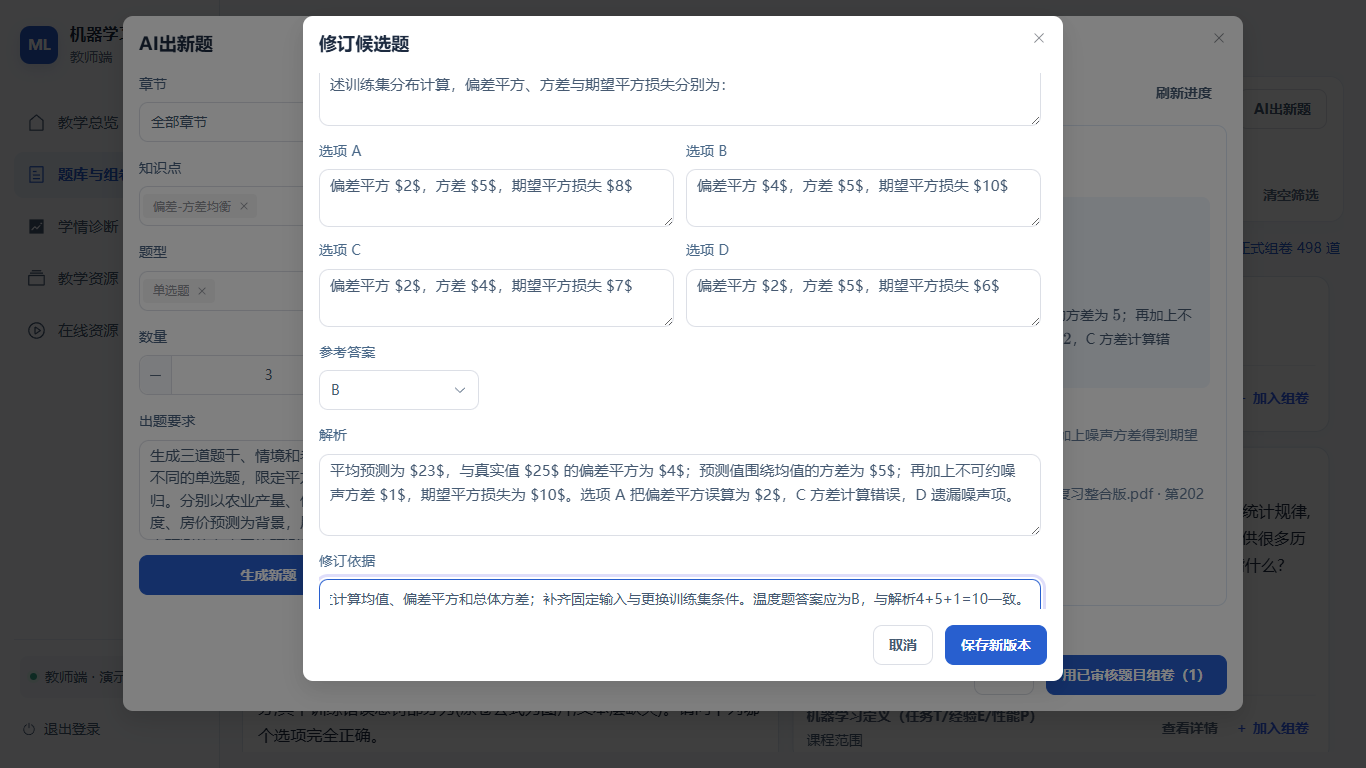 ML
机器学习
教师端
教学总览
题库与组卷
学情诊断
教学资源
在线资源
教师端 · 演示
退出登录
AI出新题
章节
全部章节
知识点
偏差-方差均衡 ×
题型
单选题 ×
数量
— 3
出题要求
生成三道题干、情境和
不同的单选题，限定平
归。分别以农业产量、
度、房价预测为背景，
生成新题
修订候选题
述训练集分布计算，偏差平方、方差与期望平方损失分别为：
选项 A
偏差平方 $2$，方差 $5$，期望平方损失 $8$
选项 B
偏差平方 $4$，方差 $5$，期望平方损失 $10$
选项 C
偏差平方 $2$，方差 $4$，期望平方损失 $7$
选项 D
偏差平方 $2$，方差 $5$，期望平方损失 $6$
参考答案
B
解析
平均预测为 $23$，与真实值 $25$ 的偏差平方为 $4$；预测值围绕均值的方差为 $5$；再加上不可约噪
声方差 $1$，期望平方损失为 $10$。选项 A 把偏差平方误算为 $2$，C 方差计算错误，D 遗漏噪声项。
修订依据
计算均值、偏差平方和总体方差；补齐固定输入与更换训练集条件。温度题答案应为B，与解析4+5+1=10一致。
取消
保存新版本
刷新进度
的方差为 5；再加上不
2，C 方差计算错
加上噪声方差得到期望
复习整合版.pdf · 第202
用已审核题目组卷（1）
AI出新题
清空筛选
正式组卷 498 道
+ 加入组卷
统计规律,
供很多历
什么?
个选项完全正确。
机器学习定义（任务T/经验E/性能P）
课程范围
查看详情
+ 加入组卷